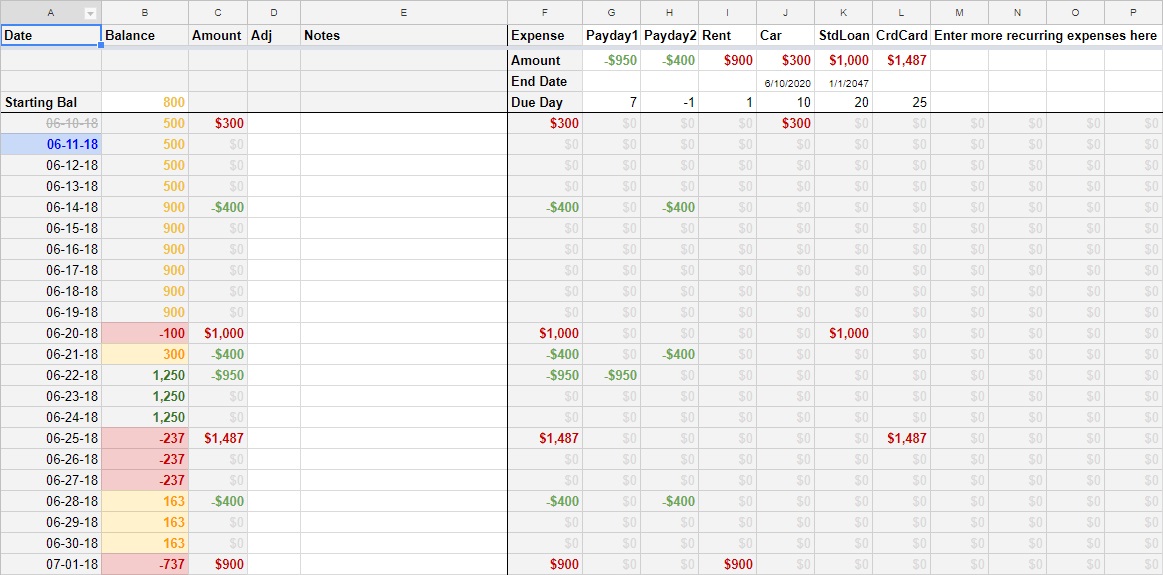 A B C D E F G H I J K L M N O P
Date Balance Amount Adj Notes Expense Payday1 Payday2 Rent Car StdLoan CrdCard Enter more recurring expenses here
Amount -$950 -$400 $900 $300 $1,000 $1,487
End Date 6/10/2020 1/1/2047
Starting Bal 800 Due Day 7 -1 1 10 20 25
06-10-18 500 $300 $300 $0 $0 $0 $300 $0 $0 $0 $0 $0 $0
06-11-18 500 $0 $0 $0 $0 $0 $0 $0 $0 $0 $0 $0 $0
06-12-18 500 $0 $0 $0 $0 $0 $0 $0 $0 $0 $0 $0 $0
06-13-18 500 $0 $0 $0 $0 $0 $0 $0 $0 $0 $0 $0 $0
06-14-18 900 -$400 -$400 $0 -$400 $0 $0 $0 $0 $0 $0 $0 $0
06-15-18 900 $0 $0 $0 $0 $0 $0 $0 $0 $0 $0 $0 $0
06-16-18 900 $0 $0 $0 $0 $0 $0 $0 $0 $0 $0 $0 $0
06-17-18 900 $0 $0 $0 $0 $0 $0 $0 $0 $0 $0 $0 $0
06-18-18 900 $0 $0 $0 $0 $0 $0 $0 $0 $0 $0 $0 $0
06-19-18 900 $0 $0 $0 $0 $0 $0 $0 $0 $0 $0 $0 $0
06-20-18 -100 $1,000 $1,000 $0 $0 $0 $0 $1,000 $0 $0 $0 $0 $0
06-21-18 300 -$400 -$400 $0 -$400 $0 $0 $0 $0 $0 $0 $0 $0
06-22-18 1,250 -$950 -$950 -$950 $0 $0 $0 $0 $0 $0 $0 $0 $0
06-23-18 1,250 $0 $0 $0 $0 $0 $0 $0 $0 $0 $0 $0 $0
06-24-18 1,250 $0 $0 $0 $0 $0 $0 $0 $0 $0 $0 $0 $0
06-25-18 -237 $1,487 $1,487 $0 $0 $0 $0 $0 $1,487 $0 $0 $0 $0
06-26-18 -237 $0 $0 $0 $0 $0 $0 $0 $0 $0 $0 $0 $0
06-27-18 -237 $0 $0 $0 $0 $0 $0 $0 $0 $0 $0 $0 $0
06-28-18 163 -$400 -$400 $0 -$400 $0 $0 $0 $0 $0 $0 $0 $0
06-29-18 163 $0 $0 $0 $0 $0 $0 $0 $0 $0 $0 $0 $0
06-30-18 163 $0 $0 $0 $0 $0 $0 $0 $0 $0 $0 $0 $0
07-01-18 -737 $900 $900 $0 $0 $900 $0 $0 $0 $0 $0 $0 $0